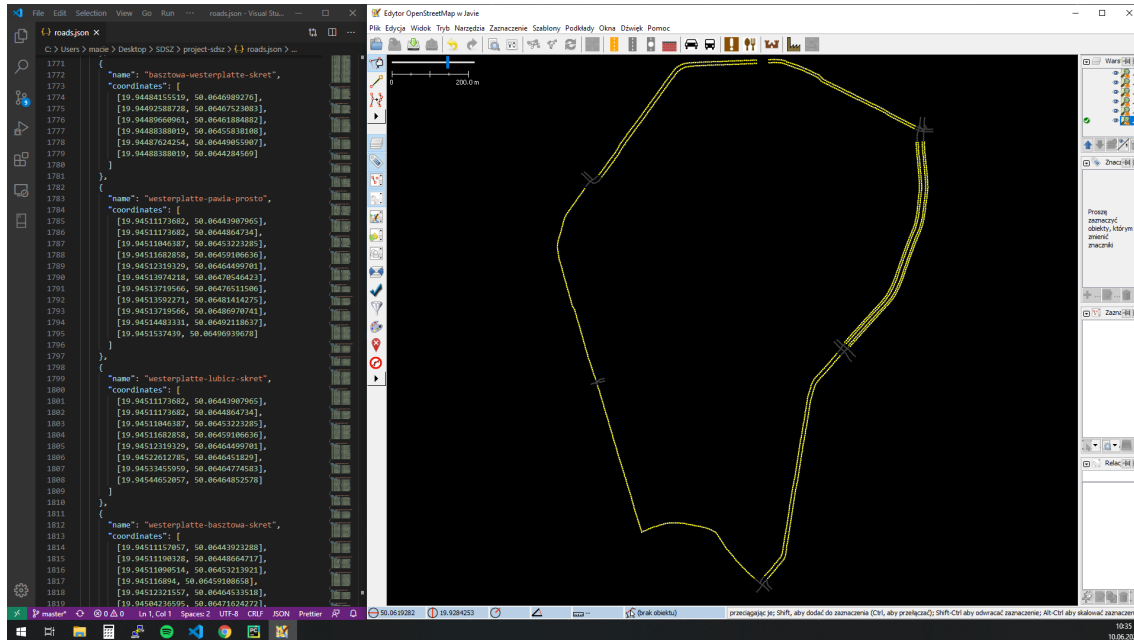 File Edit Selection View Go Run ··· roads.json - Visual Stu...
{··} roads.json ×
C: > Users > macie > Desktop > SDSZ > project-sdsz > {··} roads.json > ...
1771 {
1772 "name": "basztowa-westerplatte-skret",
1773 "coordinates": [
1774 [19.94484155519, 50.0646989276],
1775 [19.94492588728, 50.06467523083],
1776 [19.94489660961, 50.06461884882],
1777 [19.94488388019, 50.06455838108],
1778 [19.94487624254, 50.06449055907],
1779 [19.94488388019, 50.0644284569]
1780 ]
1781 },
1782 {
1783 "name": "westerplatte-pawia-prosto",
1784 "coordinates": [
1785 [19.94511173682, 50.06443907965],
1786 [19.94511173682, 50.0644864734],
1787 [19.94511046387, 50.06453223285],
1788 [19.94511682858, 50.06459106636],
1789 [19.94512319329, 50.06464499701],
1790 [19.94513974218, 50.06470546423],
1791 [19.94513719566, 50.06476511506],
1792 [19.94513592271, 50.06481414275],
1793 [19.94513719566, 50.06486970741],
1794 [19.94514483331, 50.06492118637],
1795 [19.9451537439, 50.06496939678]
1796 ]
1797 },
1798 {
1799 "name": "westerplatte-lubicz-skret",
1800 "coordinates": [
1801 [19.94511173682, 50.06443907965],
1802 [19.94511173682, 50.0644864734],
1803 [19.94511046387, 50.06453223285],
1804 [19.94511682858, 50.06459106636],
1805 [19.94512319329, 50.06464499701],
1806 [19.94522612785, 50.0646451829],
1807 [19.94533455959, 50.06464774583],
1808 [19.94544652057, 50.06464852578]
1809 ]
1810 },
1811 {
1812 "name": "westerplatte-basztowa-skret",
1813 "coordinates": [
1814 [19.94511157057, 50.06443923288],
1815 [19.94511190328, 50.06448664717],
1816 [19.94511090514, 50.06453213921],
1817 [19.945116894, 50.06459108658],
1818 [19.94512321557, 50.06464533518],
1819 [19.94504236595, 50.06471624272],
master* 0 0 Ln 1, Col 1 Spaces: 2 UTF-8 CRLF JSON Prettier
Edytor OpenStreetMap w Javie
Plik Edycja Widok Tryb Narzędzia Zaznaczenie Szablony Podkłady Okna Dźwięk Pomoc
0 200.0 m
Wars
Znacz
Proszę
zaznaczyć
obiekty, którym
zmienić
znaczniki
Zazna
Relac
50.0619282 19.9284253 -- (brak obiektu) przeciągając je; Shift, aby dodać do zaznaczenia (Ctrl, aby przełączać); Shift-Ctrl aby odwracać zaznaczenie; Alt-Ctrl aby skalować zaznaczen
10:35
10.06.20